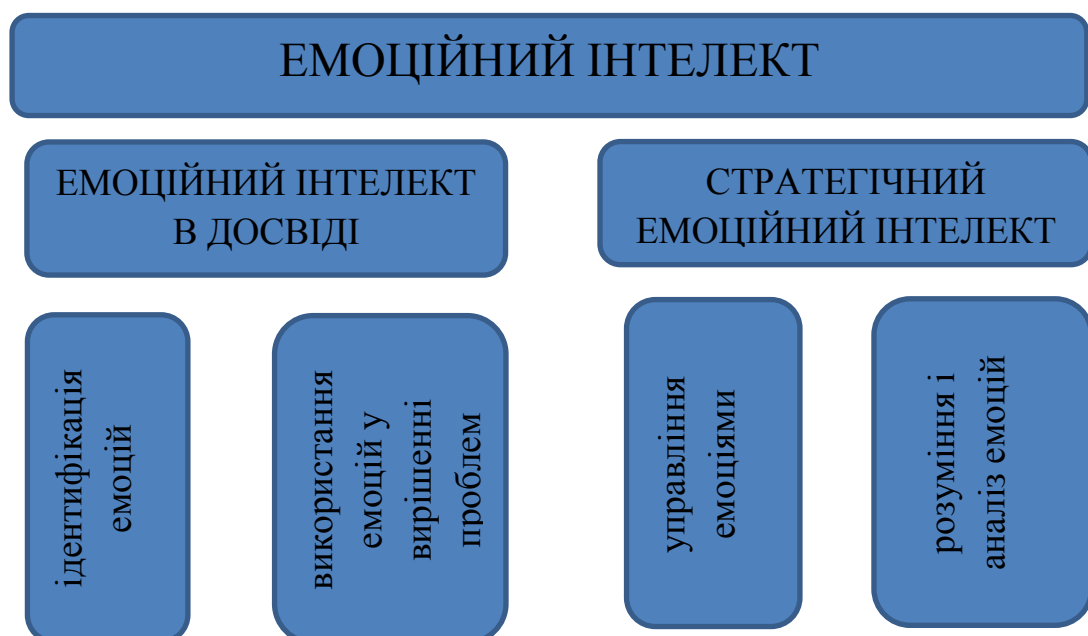 ЕМОЦІЙНИЙ ІНТЕЛЕКТ
ЕМОЦІЙНИЙ ІНТЕЛЕКТ
В ДОСВІДІ
СТРАТЕГІЧНИЙ
ЕМОЦІЙНИЙ ІНТЕЛЕКТ
ідентифікація
емоцій
використання
емоцій у
вирішенні
проблем
управління
емоціями
розуміння і
аналіз емоцій